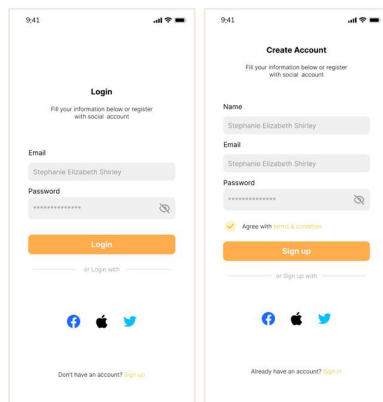 9:41
Login
Fill your information below or register
with social account
Email
Stephanie Elizabeth Shirley
Password
**************
Login
or Login with
Don't have an account? Sign up
9:41
Create Account
Fill your information below or register
with social account
Name
Stephanie Elizabeth Shirley
Email
Stephanie Elizabeth Shirley
Password
**************
Agree with terms & condition
Sign up
or Sign up with
Already have an account? Sign in